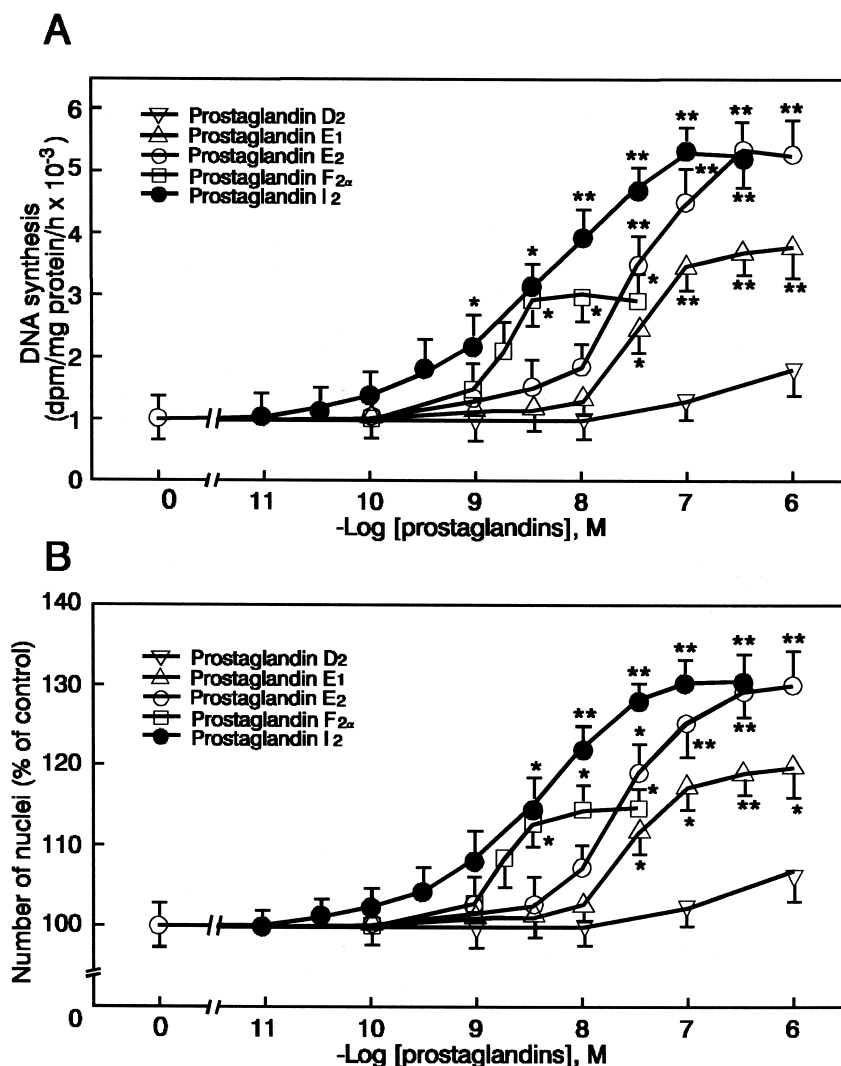 A
DNA synthesis
(dpm/mg protein/h x 10-3)
6
5
4
3
2
1
0
Prostaglandin D2
Prostaglandin E1
Prostaglandin E2
Prostaglandin F2α
Prostaglandin I2
* * ** ** ** ** **
* * * ** ** **
* ** ** **
0 11 10 9 8 7 6
-Log [prostaglandins], M
B
Number of nuclei (% of control)
140
130
120
110
100
0
Prostaglandin D2
Prostaglandin E1
Prostaglandin E2
Prostaglandin F2α
Prostaglandin I2
* ** ** ** ** **
* * * * ** **
* * ** *
0 11 10 9 8 7 6
-Log [prostaglandins], M